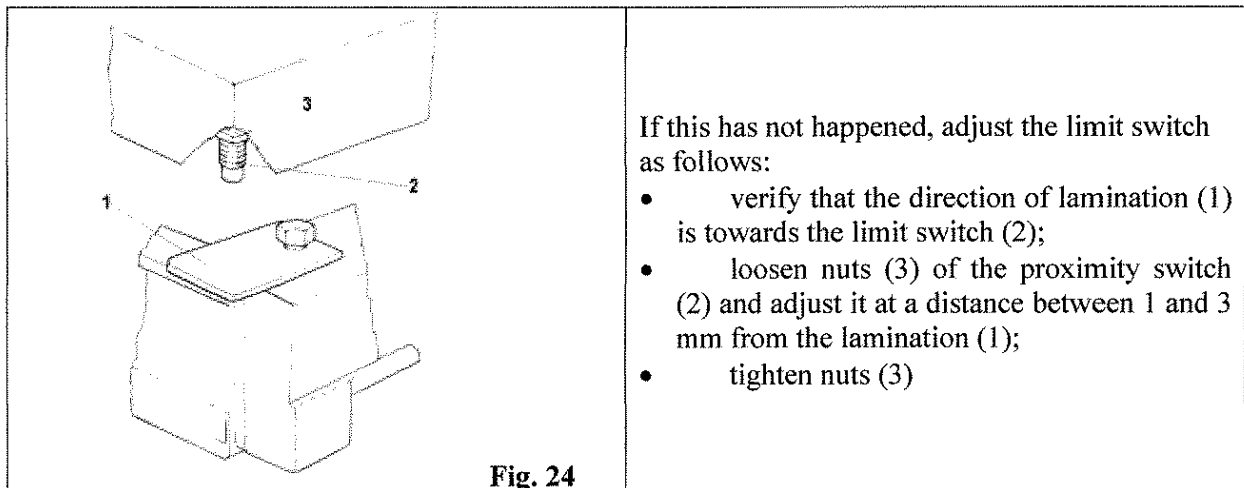 3
2
1
Fig. 24
If this has not happened, adjust the limit switch
as follows:
• verify that the direction of lamination (1)
is towards the limit switch (2);
• loosen nuts (3) of the proximity switch
(2) and adjust it at a distance between 1 and 3
mm from the lamination (1);
• tighten nuts (3)